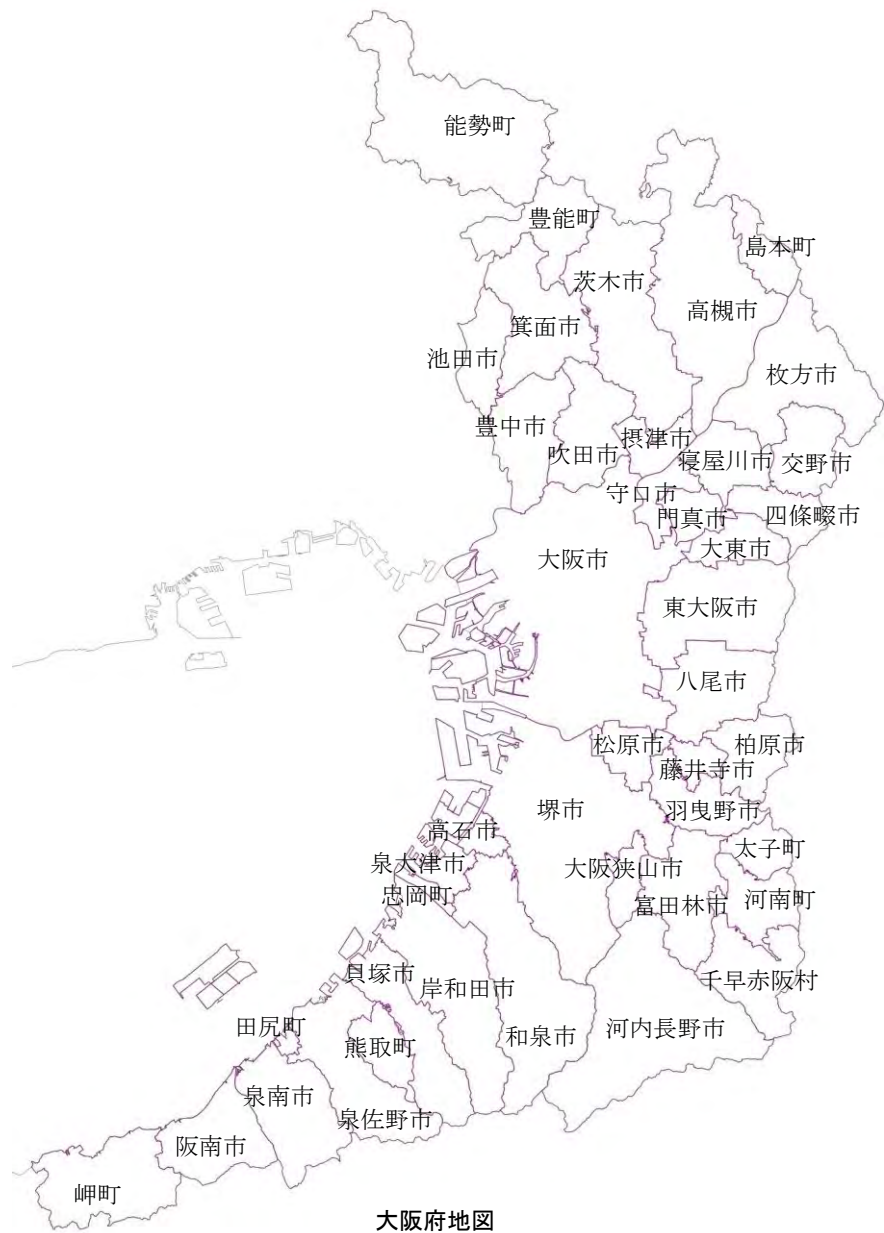 能勢町
豊能町
島本町
茨木市
高槻市
箕面市
池田市
枚方市
豊中市
摂津市
吹田市
寝屋川市
交野市
守口市
門真市
四條畷市
大東市
大阪市
東大阪市
八尾市
松原市
柏原市
藤井寺市
羽曳野市
堺市
高石市
太子町
泉大津市
大阪狭山市
忠岡町
富田林市
河南町
貝塚市
岸和田市
千早赤阪村
田尻町
和泉市
河内長野市
熊取町
泉南市
泉佐野市
阪南市
岬町
大阪府地図